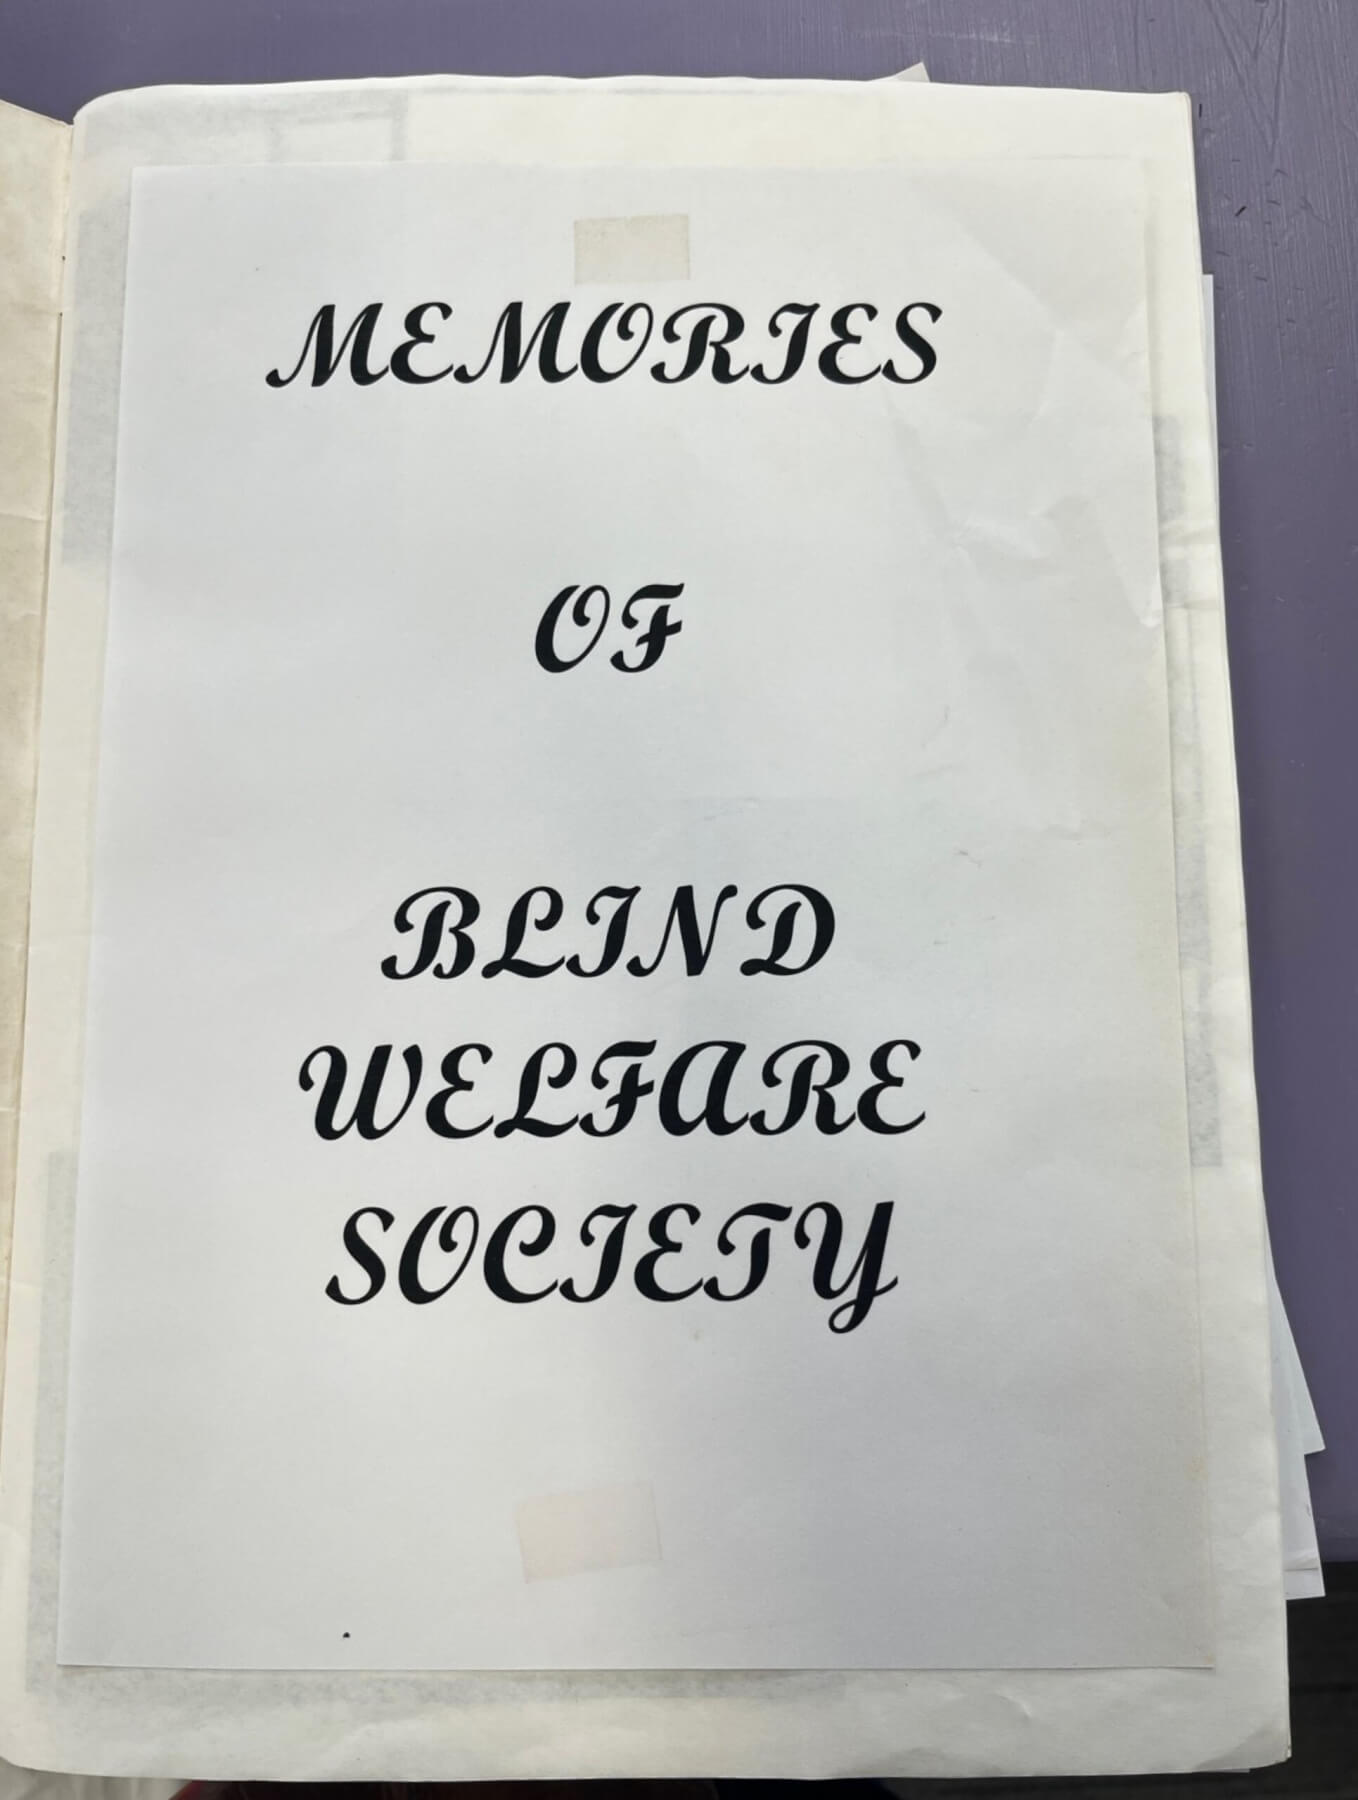 MEMORIES
OF
BLIND
WELFARE
SOCIETY